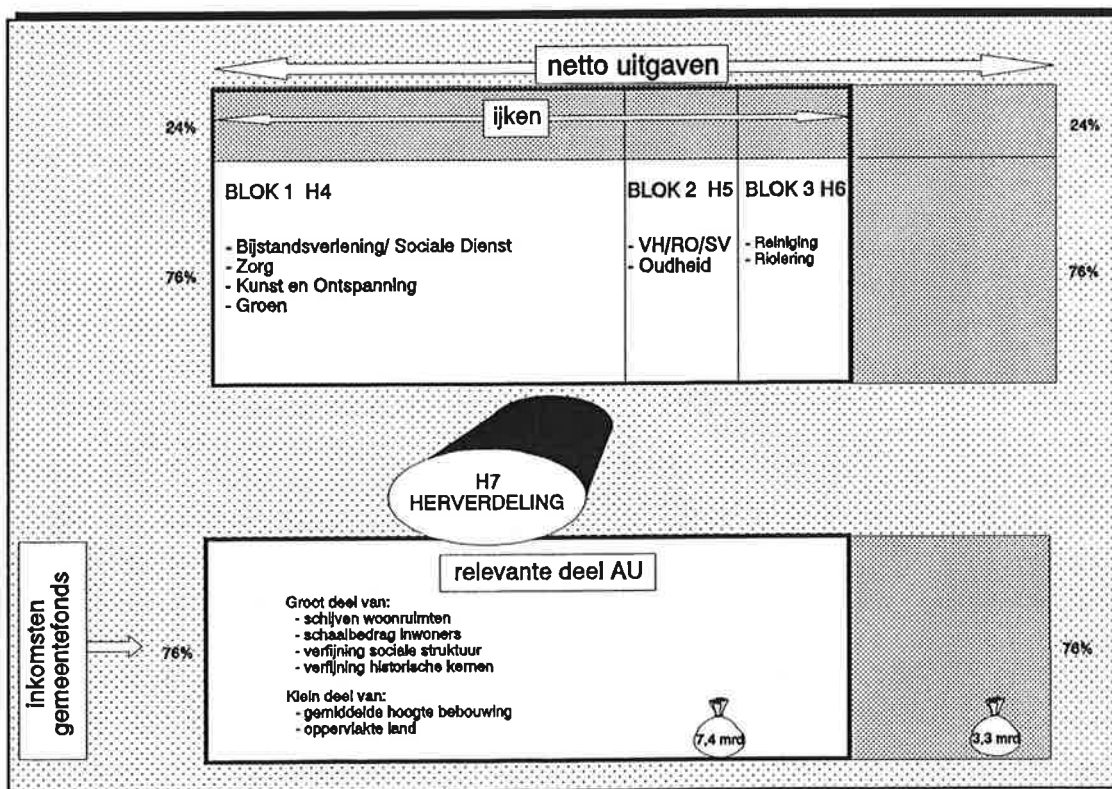 netto uitgaven
ijken
24%
24%
BLOK 1 H4
- Bijstandsverlening/ Sociale Dienst
- Zorg
- Kunst en Ontspanning
- Groen
BLOK 2 H5
- VH/RO/SV
- Oudheid
BLOK 3 H6
- Reiniging
- Riolering
76%
76%
H7
HERVERDELING
inkomsten
gemeentefonds
76%
relevante deel AU
Groot deel van:
- schijven woonruimten
- schaalbedrag inwoners
- verfijning sociale struktuur
- verfijning historische kernen
Klein deel van:
- gemiddelde hoogte bebouwing
- oppervlakte land
7,4 mrd
3,3 mrd
76%